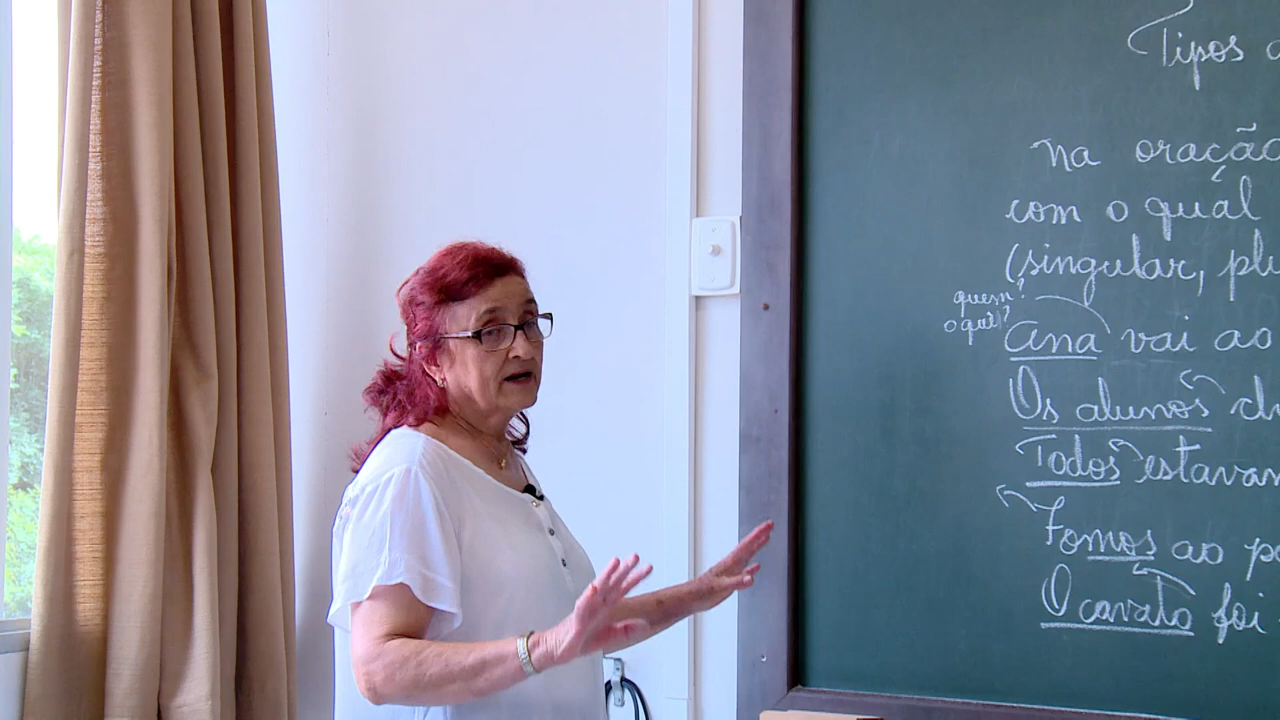 Tipos
Na oração
com o qual
(singular, plu
quem?
o quê?
Ana vai ao
Os alunos
Todos estavam
Fomos ao
O cavalo foi